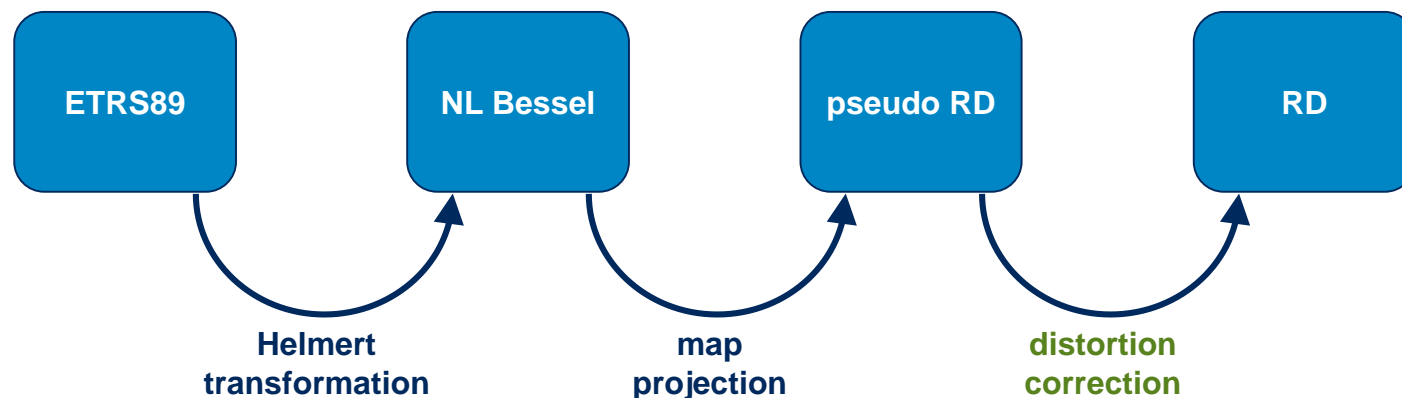 ETRS89
NL Bessel
pseudo RD
RD
Helmert
transformation
map
projection
distortion
correction